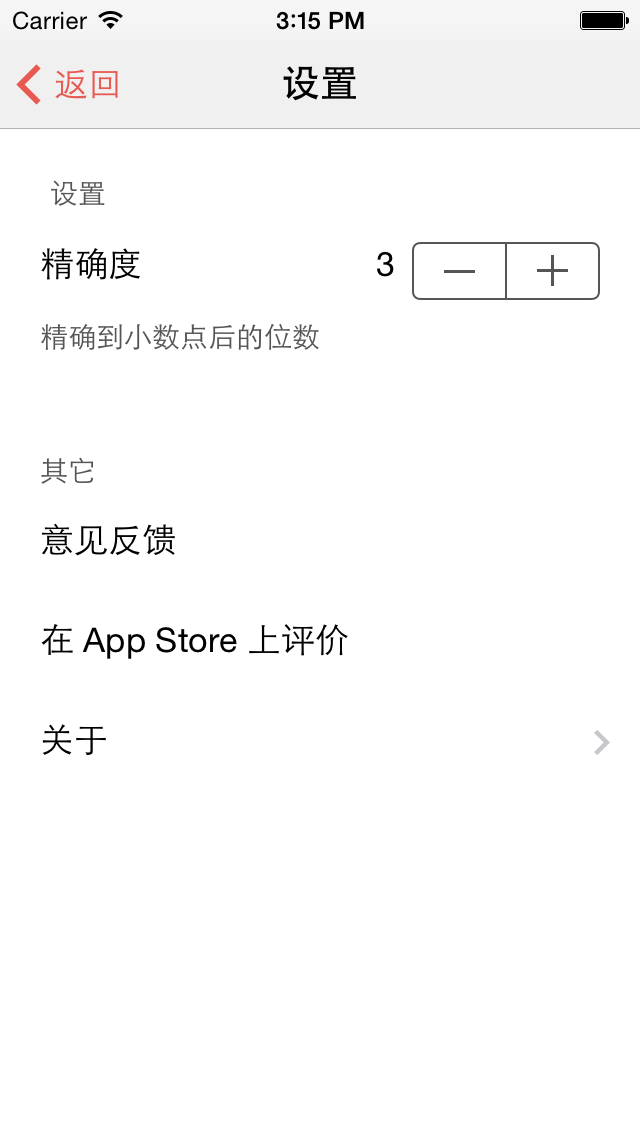 Carrier 3:15 PM
返回 设置
设置
精确度 3
精确到小数点后的位数
其它
意见反馈
在 App Store 上评价
关于